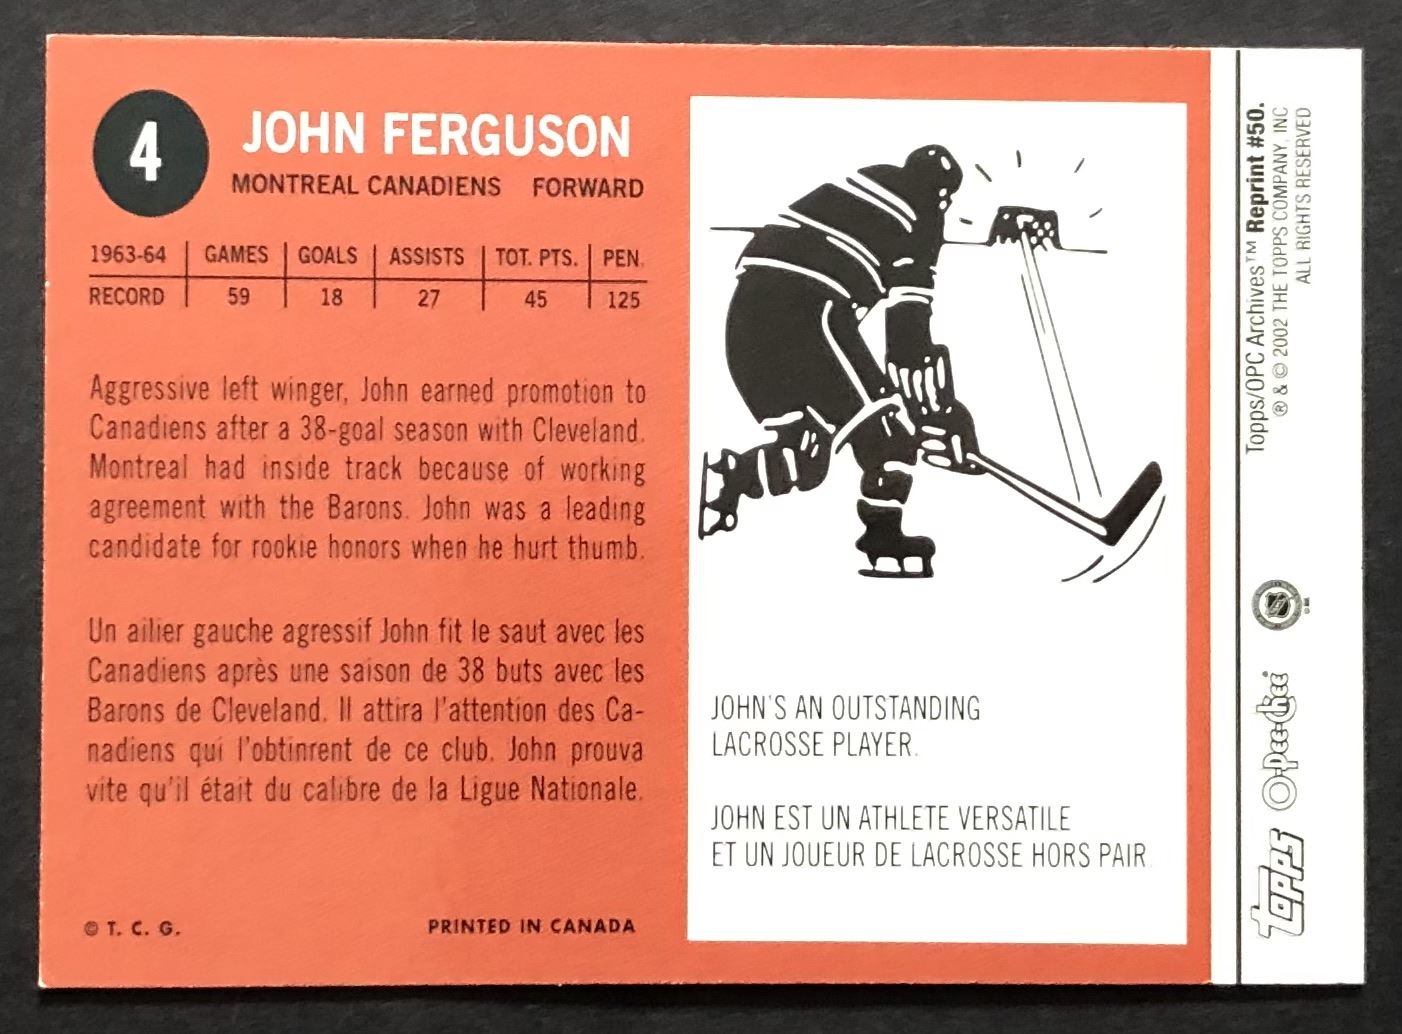 4
JOHN FERGUSON
MONTREAL CANADIENS FORWARD
1963-64 GAMES GOALS ASSISTS TOT. PTS. PEN.
RECORD 59 18 27 45 125
Aggressive left winger, John earned promotion to
Canadiens after a 38-goal season with Cleveland.
Montreal had inside track because of working
agreement with the Barons. John was a leading
candidate for rookie honors when he hurt thumb.
Un ailier gauche agressif John fit le saut avec les
Canadiens après une saison de 38 buts avec les
Barons de Cleveland. Il attira l'attention des Ca-
nadiens qui l'obtinrent de ce club. John prouva
vite qu'il était du calibre de la Ligue Nationale.
© T. C. G. PRINTED IN CANADA
JOHN'S AN OUTSTANDING
LACROSSE PLAYER.
JOHN EST UN ATHLETE VERSATILE
ET UN JOUEUR DE LACROSSE HORS PAIR
Topps/OPC Archives™ Reprint #50.
® & © 2002 THE TOPPS COMPANY, INC
ALL RIGHTS RESERVED
TOPPS O-Pee-Chee